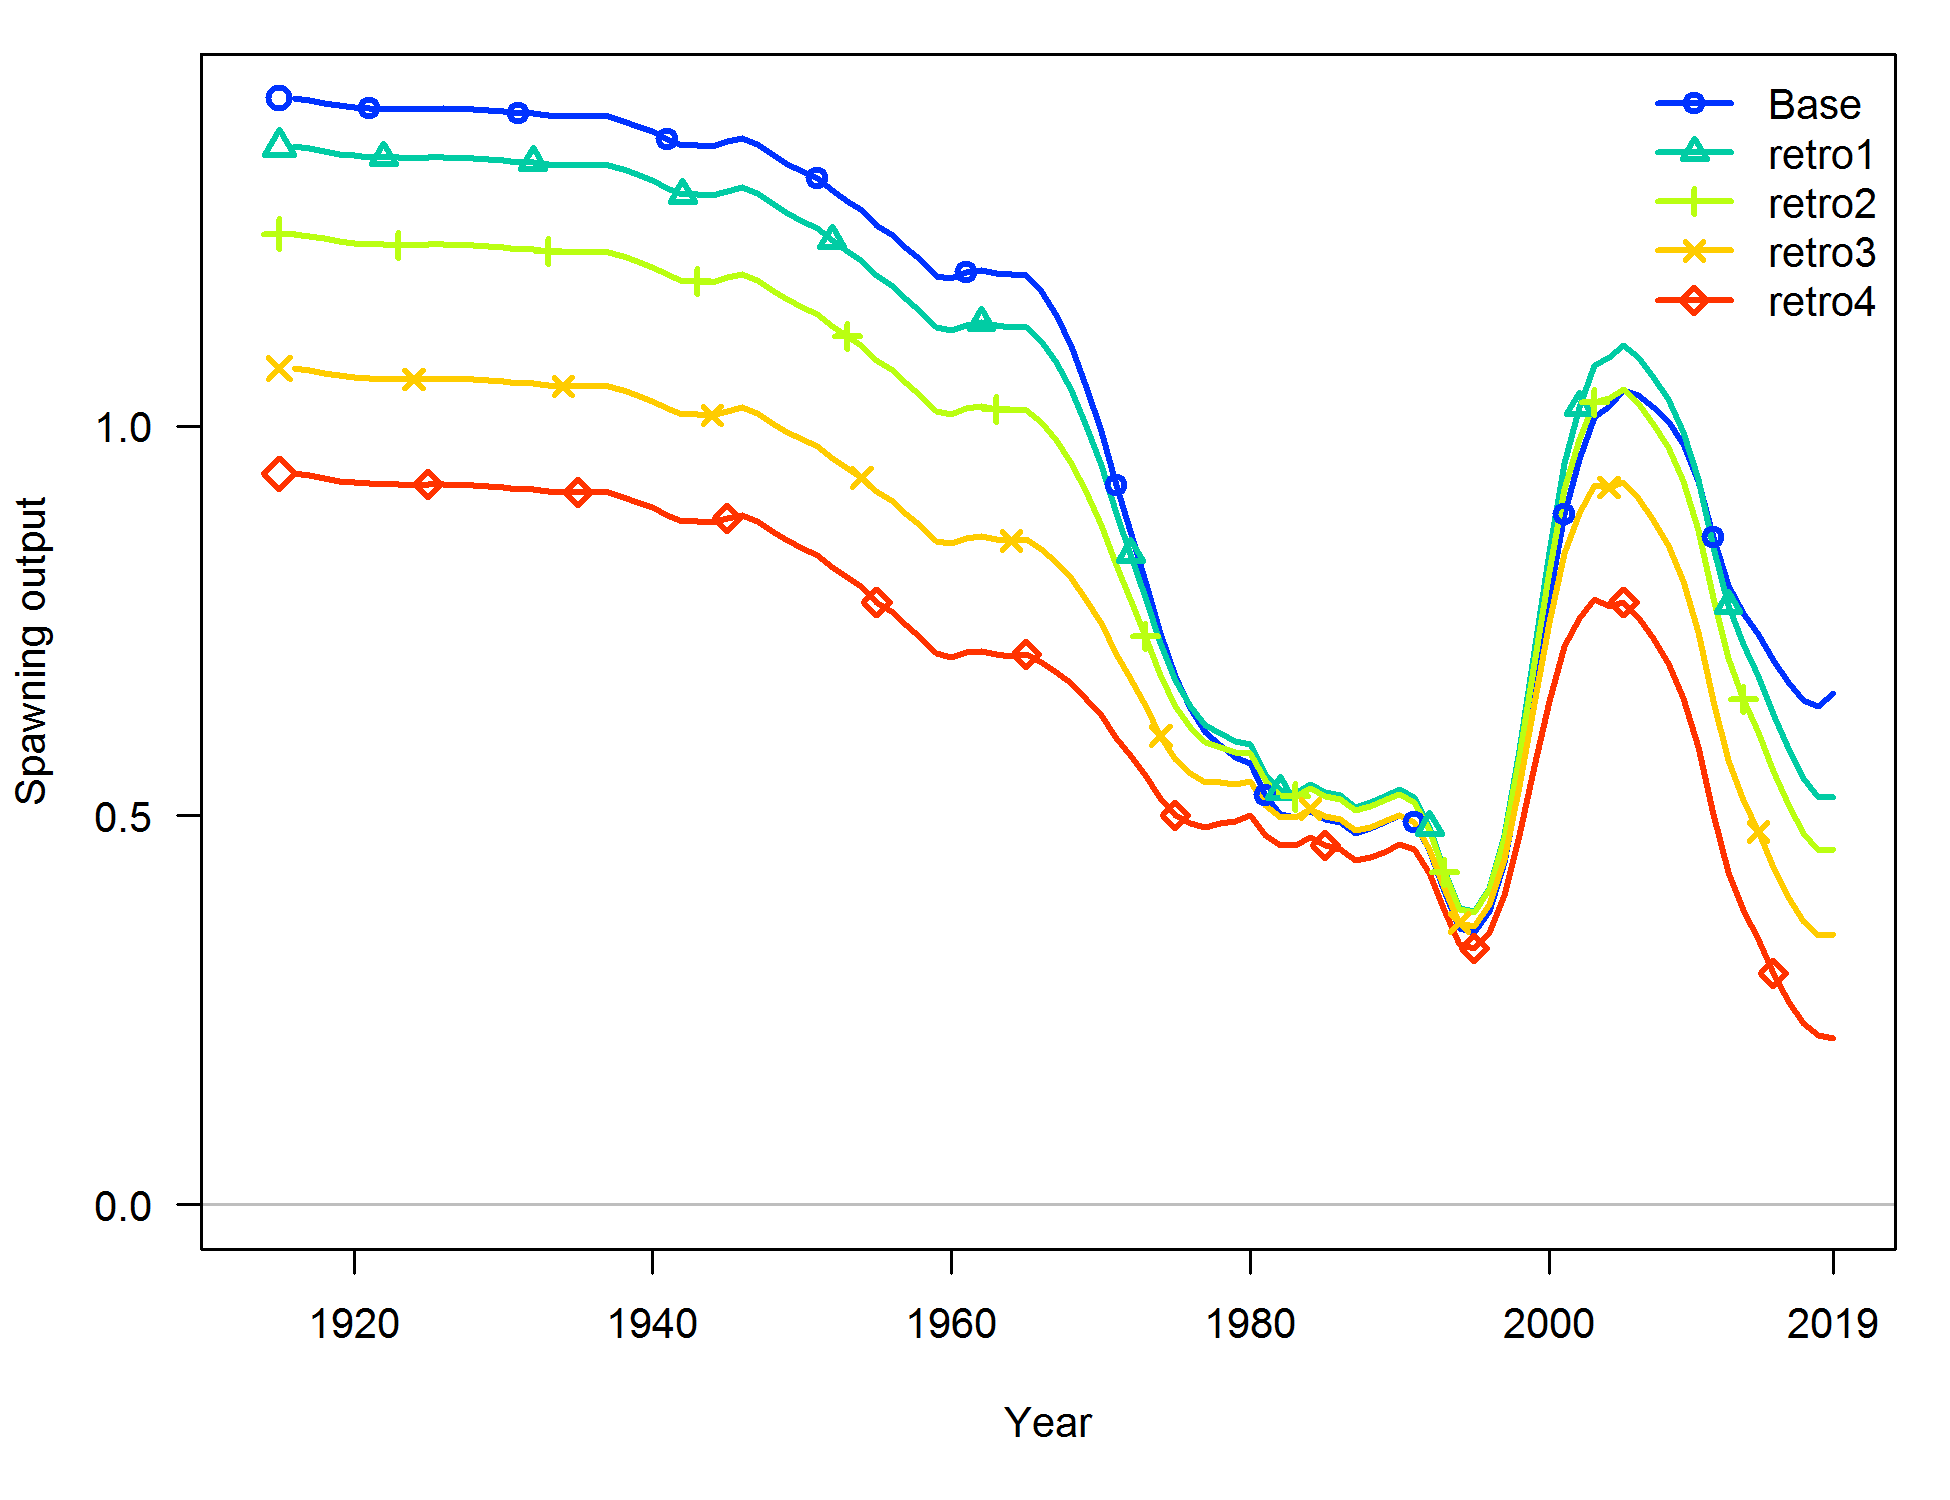 Base
retro1
retro2
retro3
retro4
Spawning output
1.0
0.5
0.0
1920 1940 1960 1980 2000 2019
Year